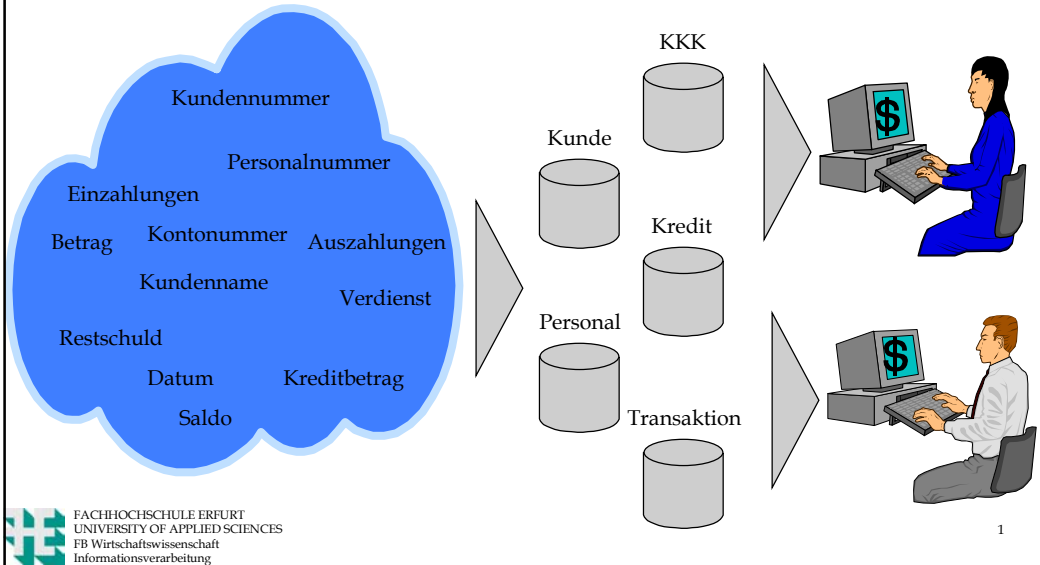 Kundennummer
Personalnummer
Einzahlungen
Betrag
Kontonummer
Auszahlungen
Kundenname
Verdienst
Restschuld
Datum
Kreditbetrag
Saldo
KKK
Kunde
Kredit
Personal
Transaktion
$
$
FACHHOCHSCHULE ERFURT
UNIVERSITY OF APPLIED SCIENCES
FB Wirtschaftswissenschaft
Informationsverarbeitung
1